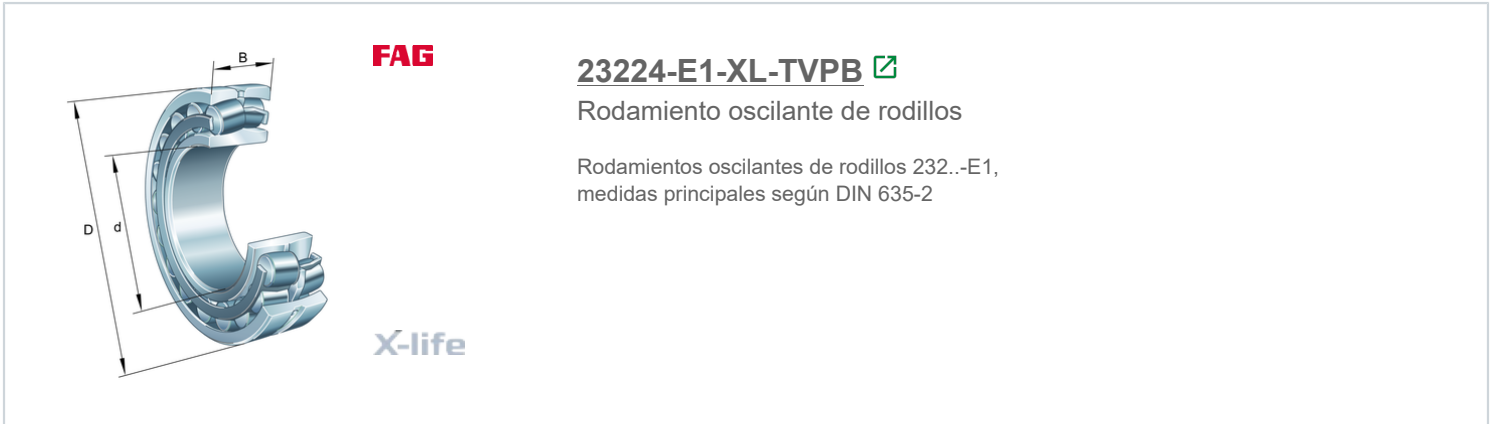 FAG
B
D
d
X-life
23224-E1-XL-TVPB
Rodamiento oscilante de rodillos
Rodamientos oscilantes de rodillos 232..-E1,
medidas principales según DIN 635-2